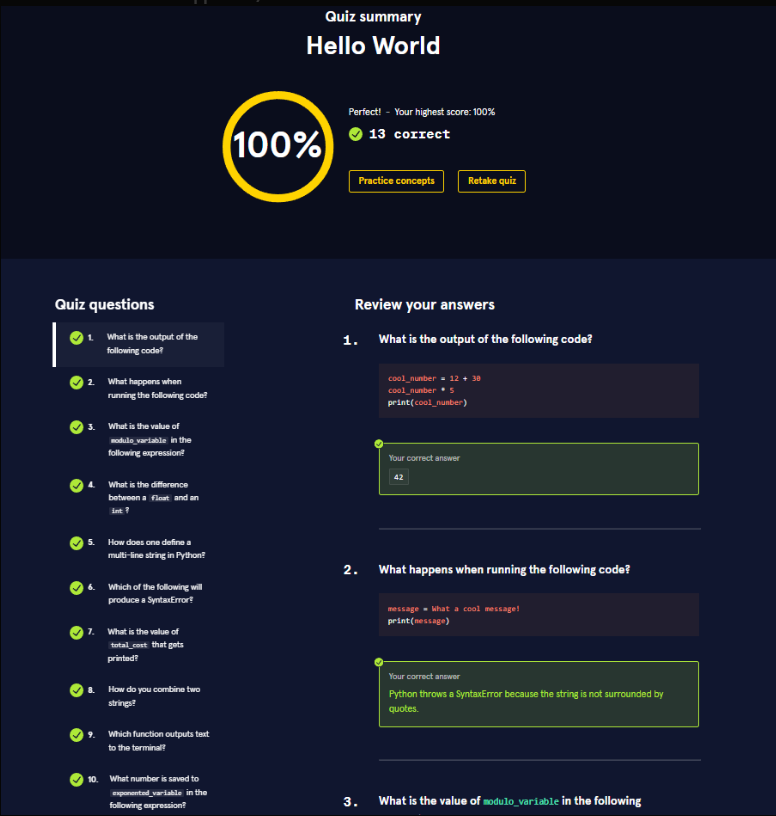 Quiz summary
Hello World
100%
Perfect! - Your highest score: 100%
13 correct
Practice concepts
Retake quiz
Quiz questions
1. What is the output of the
following code?
2. What happens when
running the following code?
3. What is the value of
modulo_variable in the
following expression?
4. What is the difference
between a float and an
int ?
5. How does one define a
multi-line string in Python?
6. Which of the following will
produce a SyntaxError?
7. What is the value of
total_cost that gets
printed?
8. How do you combine two
strings?
9. Which function outputs text
to the terminal?
10. What number is saved to
exponented_variable in the
following expression?
Review your answers
1. What is the output of the following code?
cool_number = 12 + 30
cool_number * 5
print(cool_number)
Your correct answer
42
2. What happens when running the following code?
message = What a cool message!
print(message)
Your correct answer
Python throws a SyntaxError because the string is not surrounded by
quotes.
3. What is the value of modulo_variable in the following